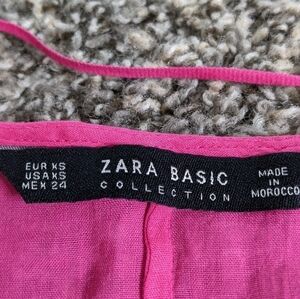 EUR XS
USA XS
MEX 24
ZARA BASIC
COLLECTION
MADE
IN
MOROCCO